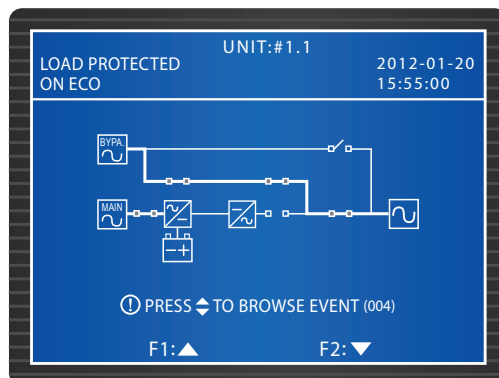 UNIT:#1.1
LOAD PROTECTED
ON ECO
2012-01-20
15:55:00
BYPA.
MAIN
PRESS TO BROWSE EVENT (004)
F1:
F2: